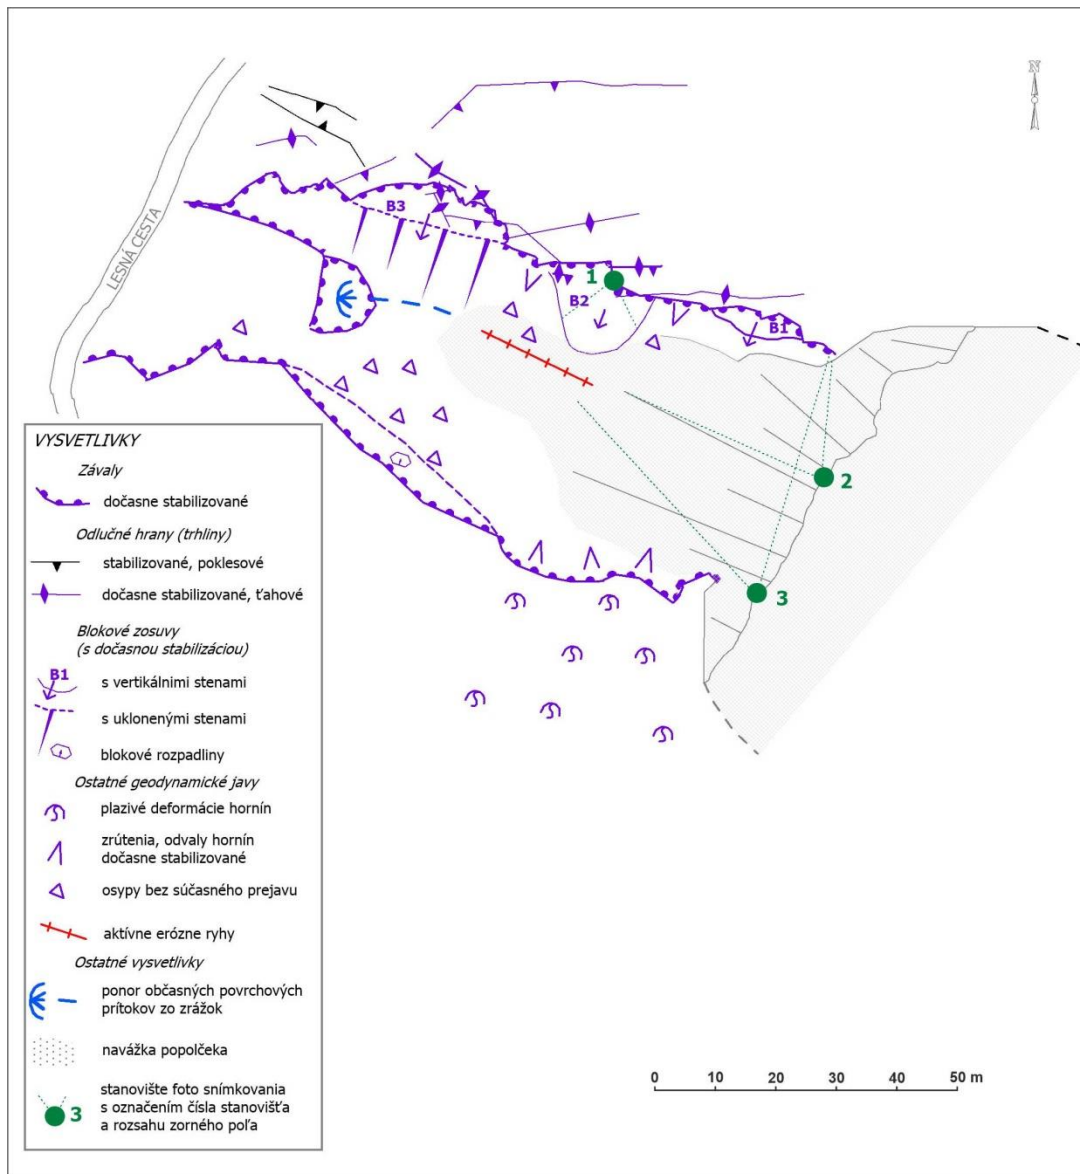 N
LESNÁ CESTA
B3
1
B2
B1
2
3
VYSVETLIVKY
Závaly
dočasne stabilizované
Odlučné hrany (trhliny)
stabilizované, poklesové
dočasne stabilizované, ťahové
Blokové zosuvy
(s dočasnou stabilizáciou)
B1
s vertikálnimi stenami
s uklonenými stenami
blokové rozpadliny
Ostatné geodynamické javy
plazivé deformácie hornín
zrútenia, odvaly hornín
dočasne stabilizované
osypy bez súčasného prejavu
aktívne erózne ryhy
Ostatné vysvetlivky
ponor občasných povrchových
prítokov zo zrážok
navážka popolčeka
stanovište foto snímkovania
s označením čísla stanovišťa
a rozsahu zorného poľa
3
0 10 20 30 40 50 m